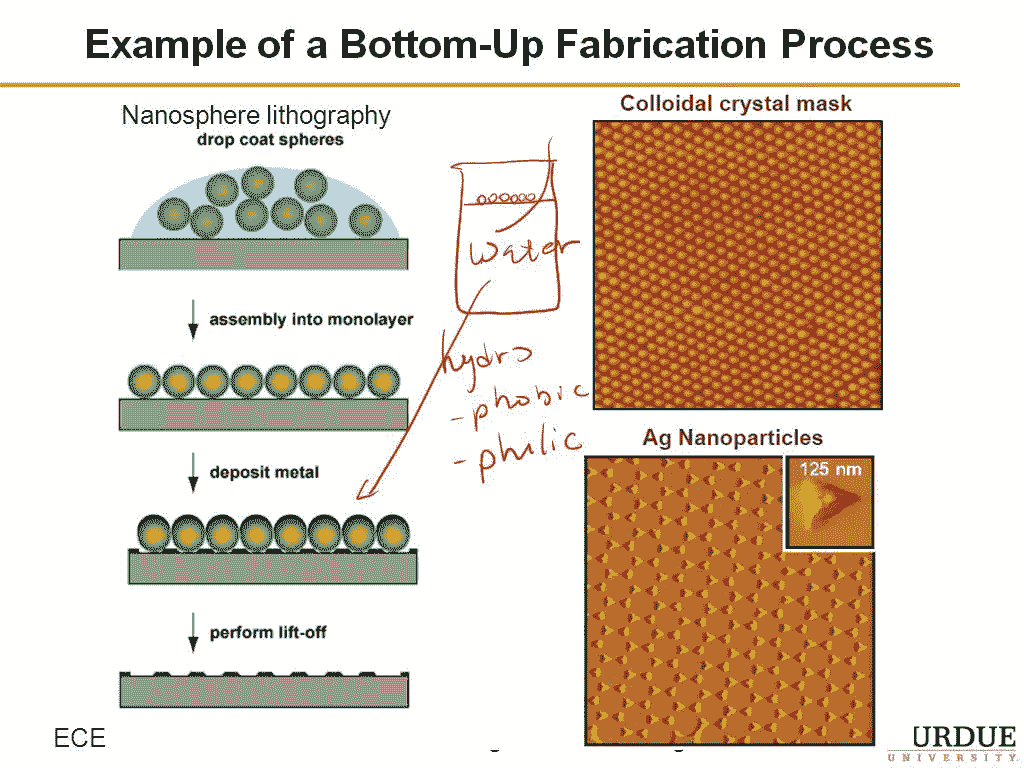 Example of a Bottom-Up Fabrication Process
Nanosphere lithography
drop coat spheres
assembly into monolayer
deposit metal
perform lift-off
Water
hydro
- phobic
- philic
Colloidal crystal mask
Ag Nanoparticles
125 nm
ECE
URDUE
UNIVERSITY